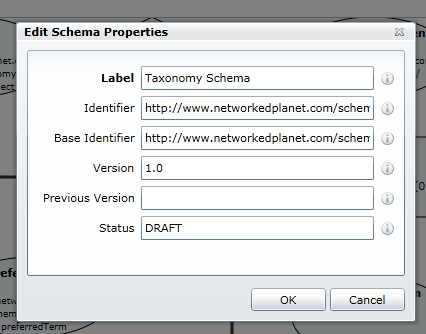 Edit Schema Properties
Label Taxonomy Schema
Identifier http://www.networkedplanet.com/schem
Base Identifier http://www.networkedplanet.com/schem
Version 1.0
Previous Version
Status DRAFT
OK Cancel
preferredTerm